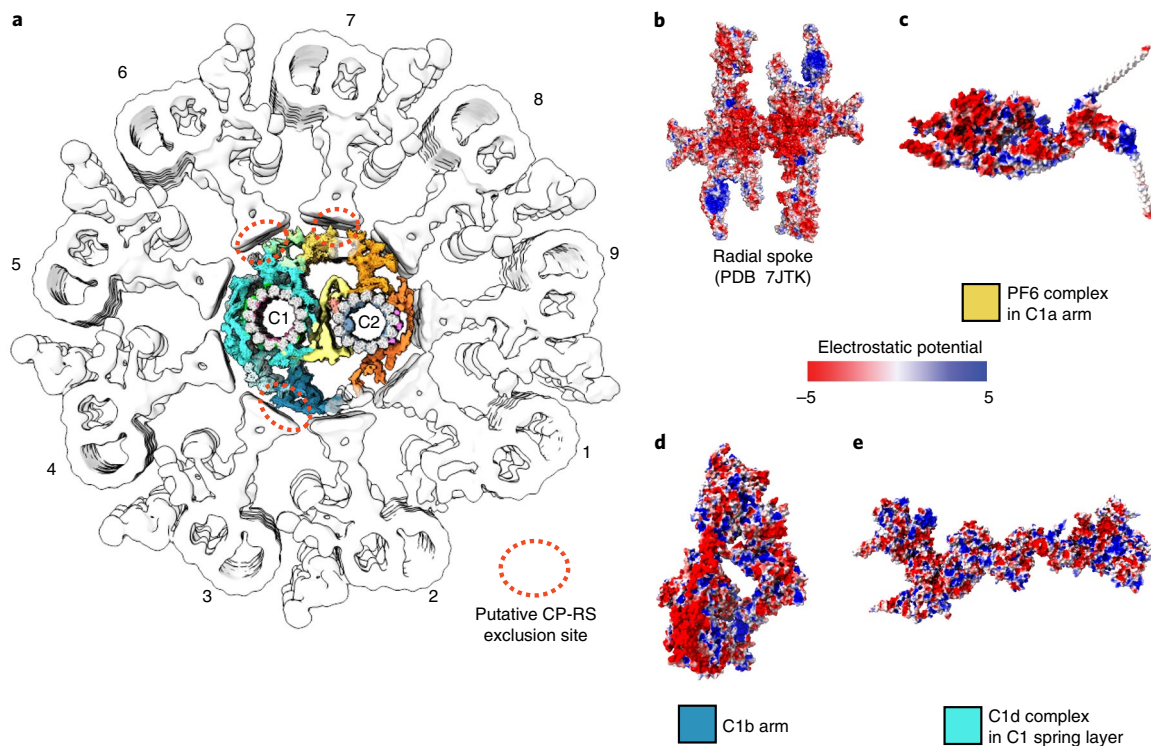 a
7
6
8
5
9
C1
C2
4
1
3
2
Putative CP-RS
exclusion site
b
Radial spoke
(PDB 7JTK)
c
PF6 complex
in C1a arm
Electrostatic potential
–5
5
d
C1b arm
e
C1d complex
in C1 spring layer